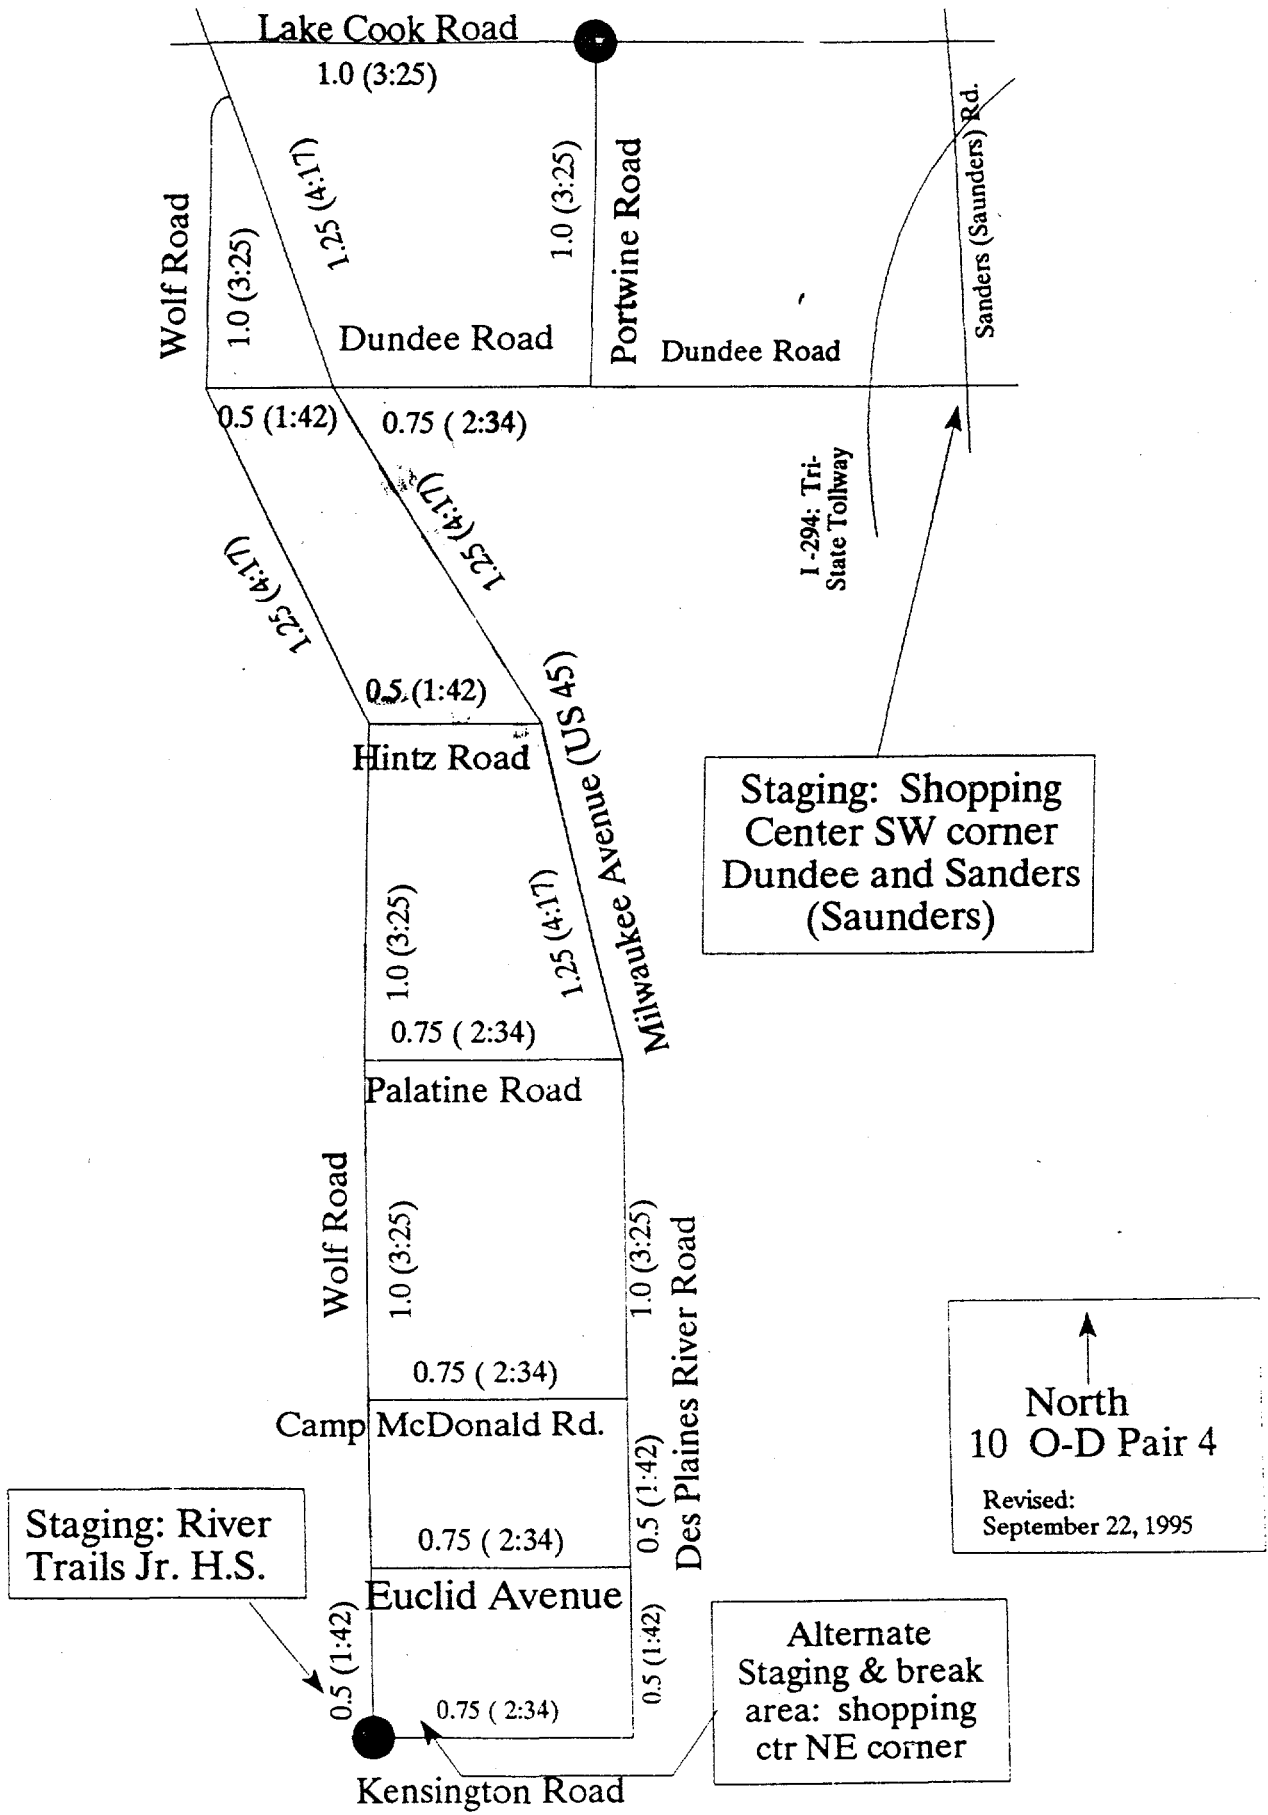 Lake Cook Road
1.0 (3:25)
Wolf Road
1.0 (3:25)
1.25 (4:17)
1.0 (3:25)
Portwine Road
Sanders (Saunders) Rd.
Dundee Road
Dundee Road
0.5 (1:42)
0.75 ( 2:34)
1.25 (4:17)
1.25 (4:17)
I -294: Tri-
State Tollway
0.5 (1:42)
Hintz Road
Milwaukee Avenue (US 45)
Staging: Shopping
Center SW corner
Dundee and Sanders
(Saunders)
1.0 (3:25)
1.25 (4:17)
0.75 ( 2:34)
Palatine Road
Wolf Road
1.0 (3:25)
1.0 (3:25)
Des Plaines River Road
0.75 ( 2:34)
Camp McDonald Rd.
North
10 O-D Pair 4
Revised:
September 22, 1995
0.5 (1:42)
Staging: River
Trails Jr. H.S.
0.75 ( 2:34)
Euclid Avenue
0.5 (1:42)
0.5 (1:42)
0.75 ( 2:34)
Alternate
Staging & break
area: shopping
ctr NE corner
Kensington Road